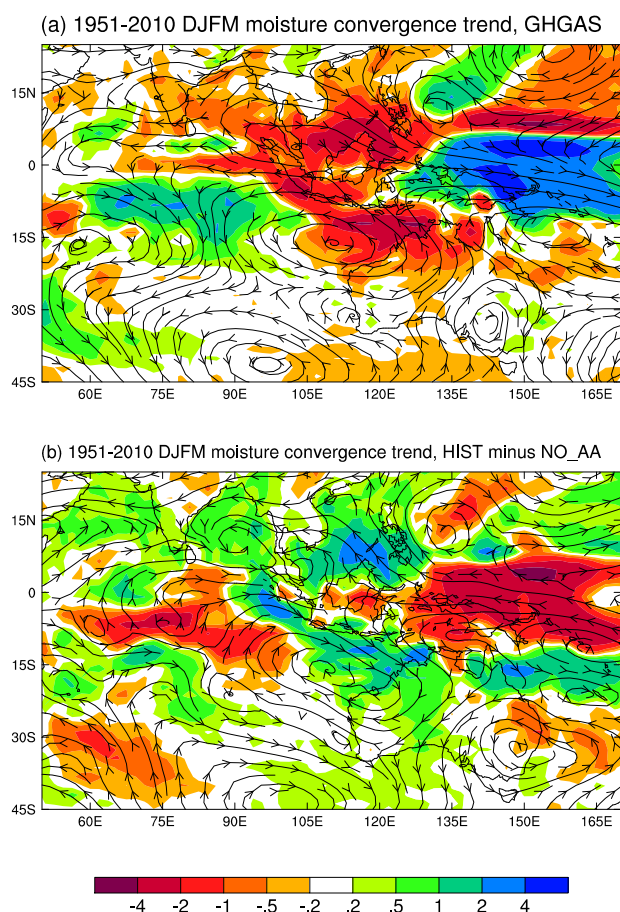 (a) 1951-2010 DJFM moisture convergence trend, GHGAS
15N
0
15S
30S
45S
60E 75E 90E 105E 120E 135E 150E 165E
(b) 1951-2010 DJFM moisture convergence trend, HIST minus NO_AA
15N
0
15S
30S
45S
60E 75E 90E 105E 120E 135E 150E 165E
-4 -2 -1 -.5 .2 .5 1 2 4